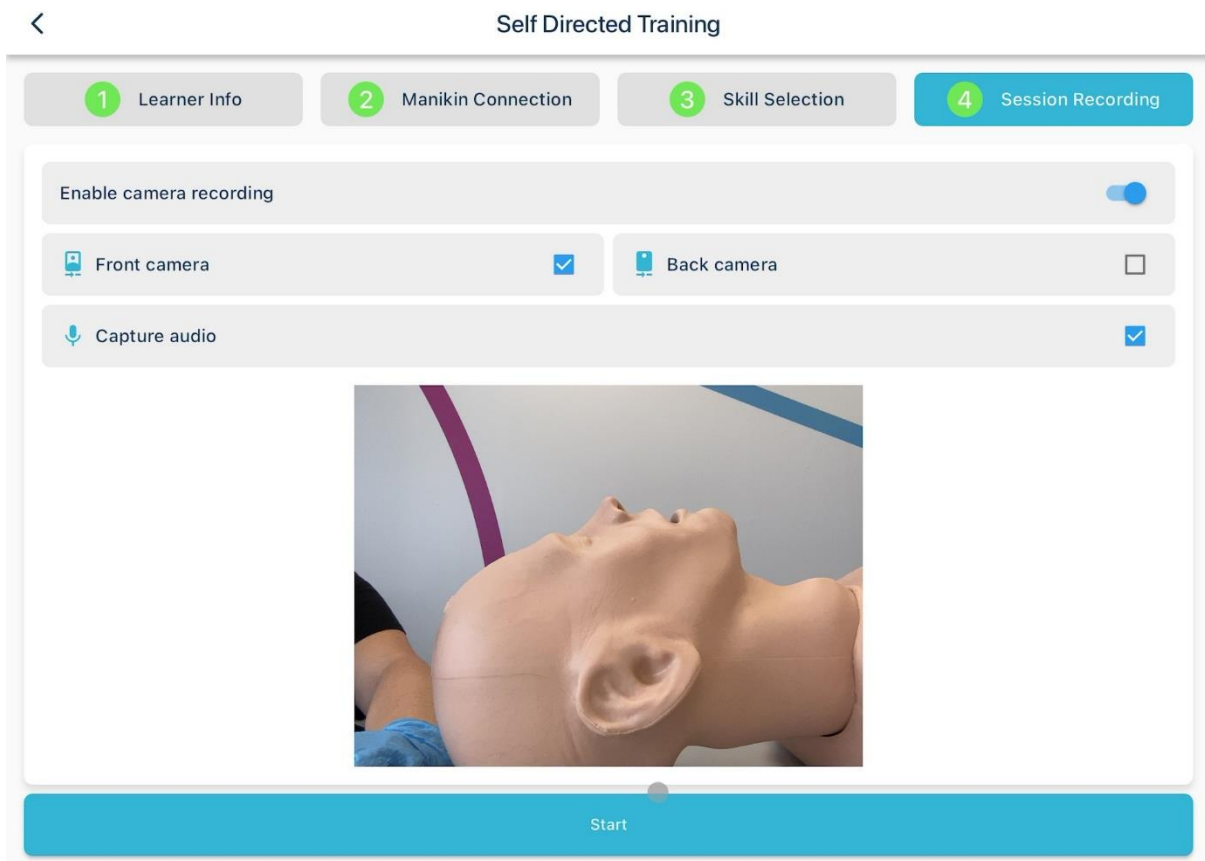 Self Directed Training
1 Learner Info
2 Manikin Connection
3 Skill Selection
4 Session Recording
Enable camera recording
Front camera
Back camera
Capture audio
Start